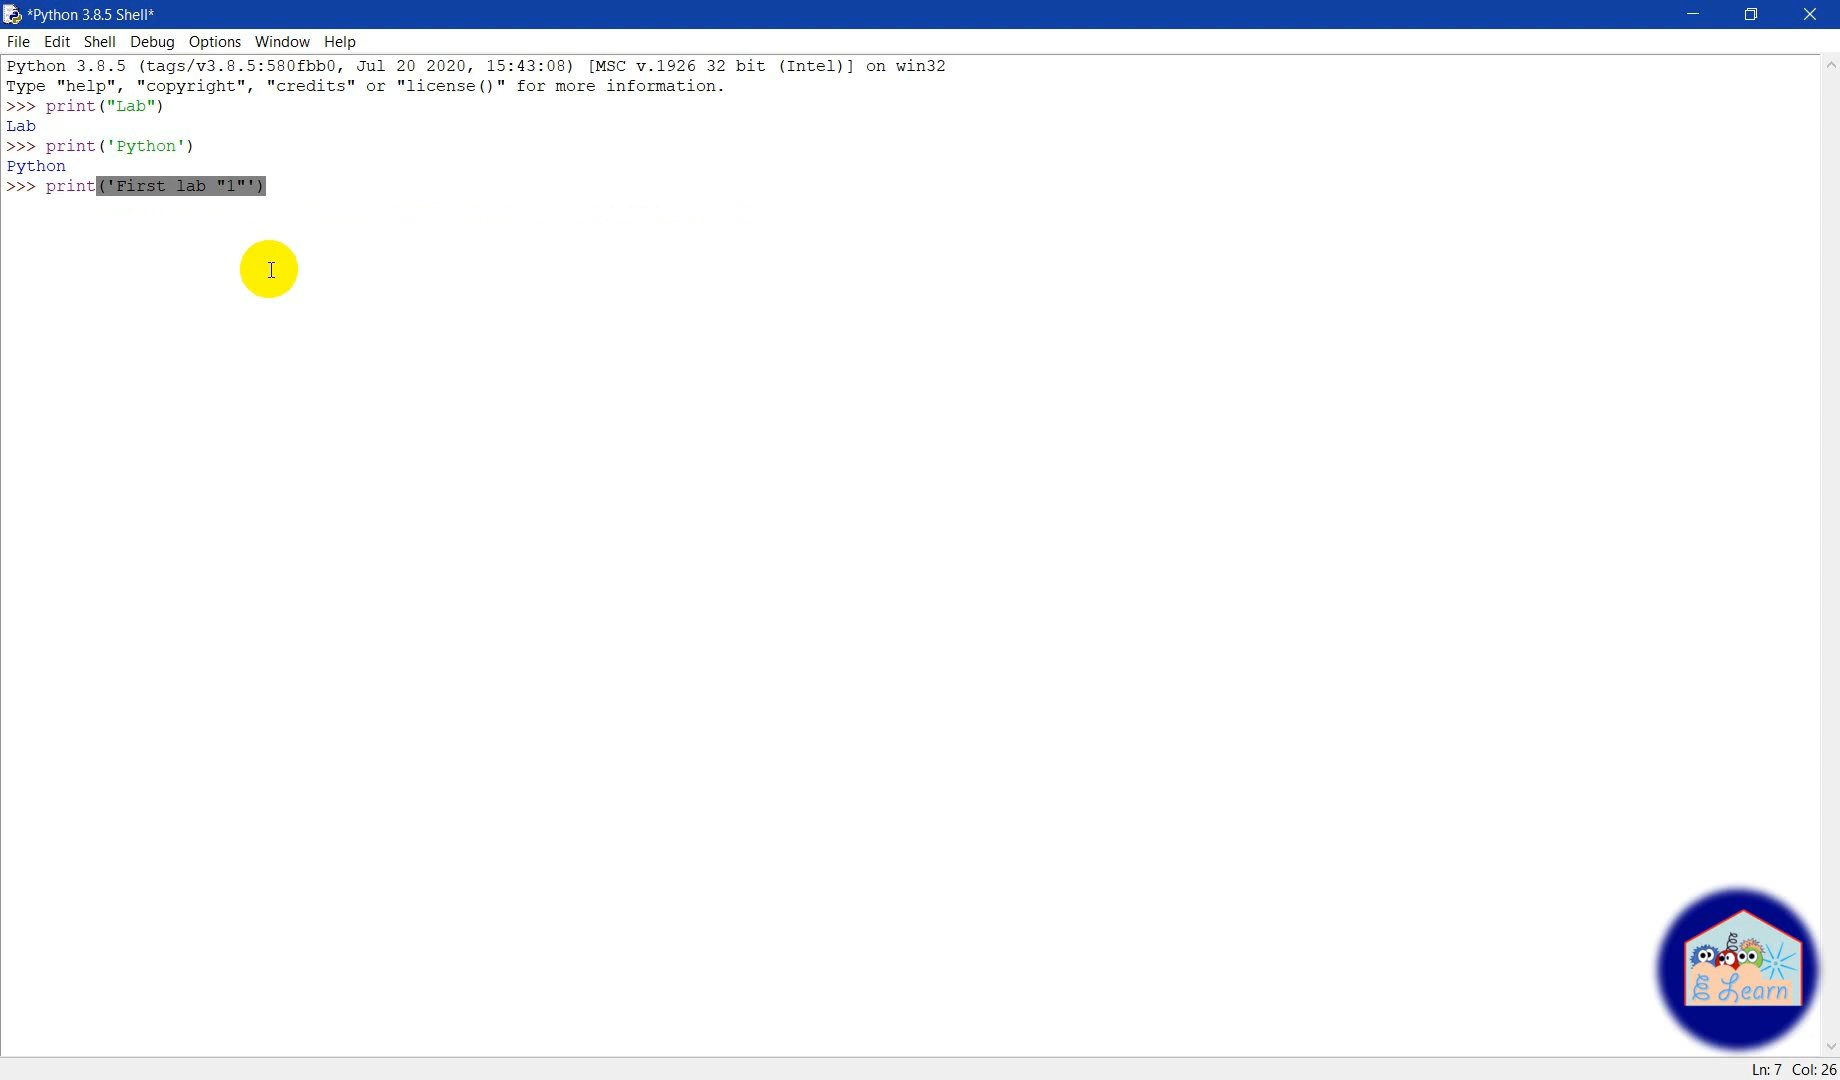 *Python 3.8.5 Shell*
File Edit Shell Debug Options Window Help
Python 3.8.5 (tags/v3.8.5:580fbb0, Jul 20 2020, 15:43:08) [MSC v.1926 32 bit (Intel)] on win32
Type "help", "copyright", "credits" or "license()" for more information.
>>> print("Lab")
Lab
>>> print('Python')
Python
>>> print('First lab "1"')
E Learn
Ln: 7 Col: 26